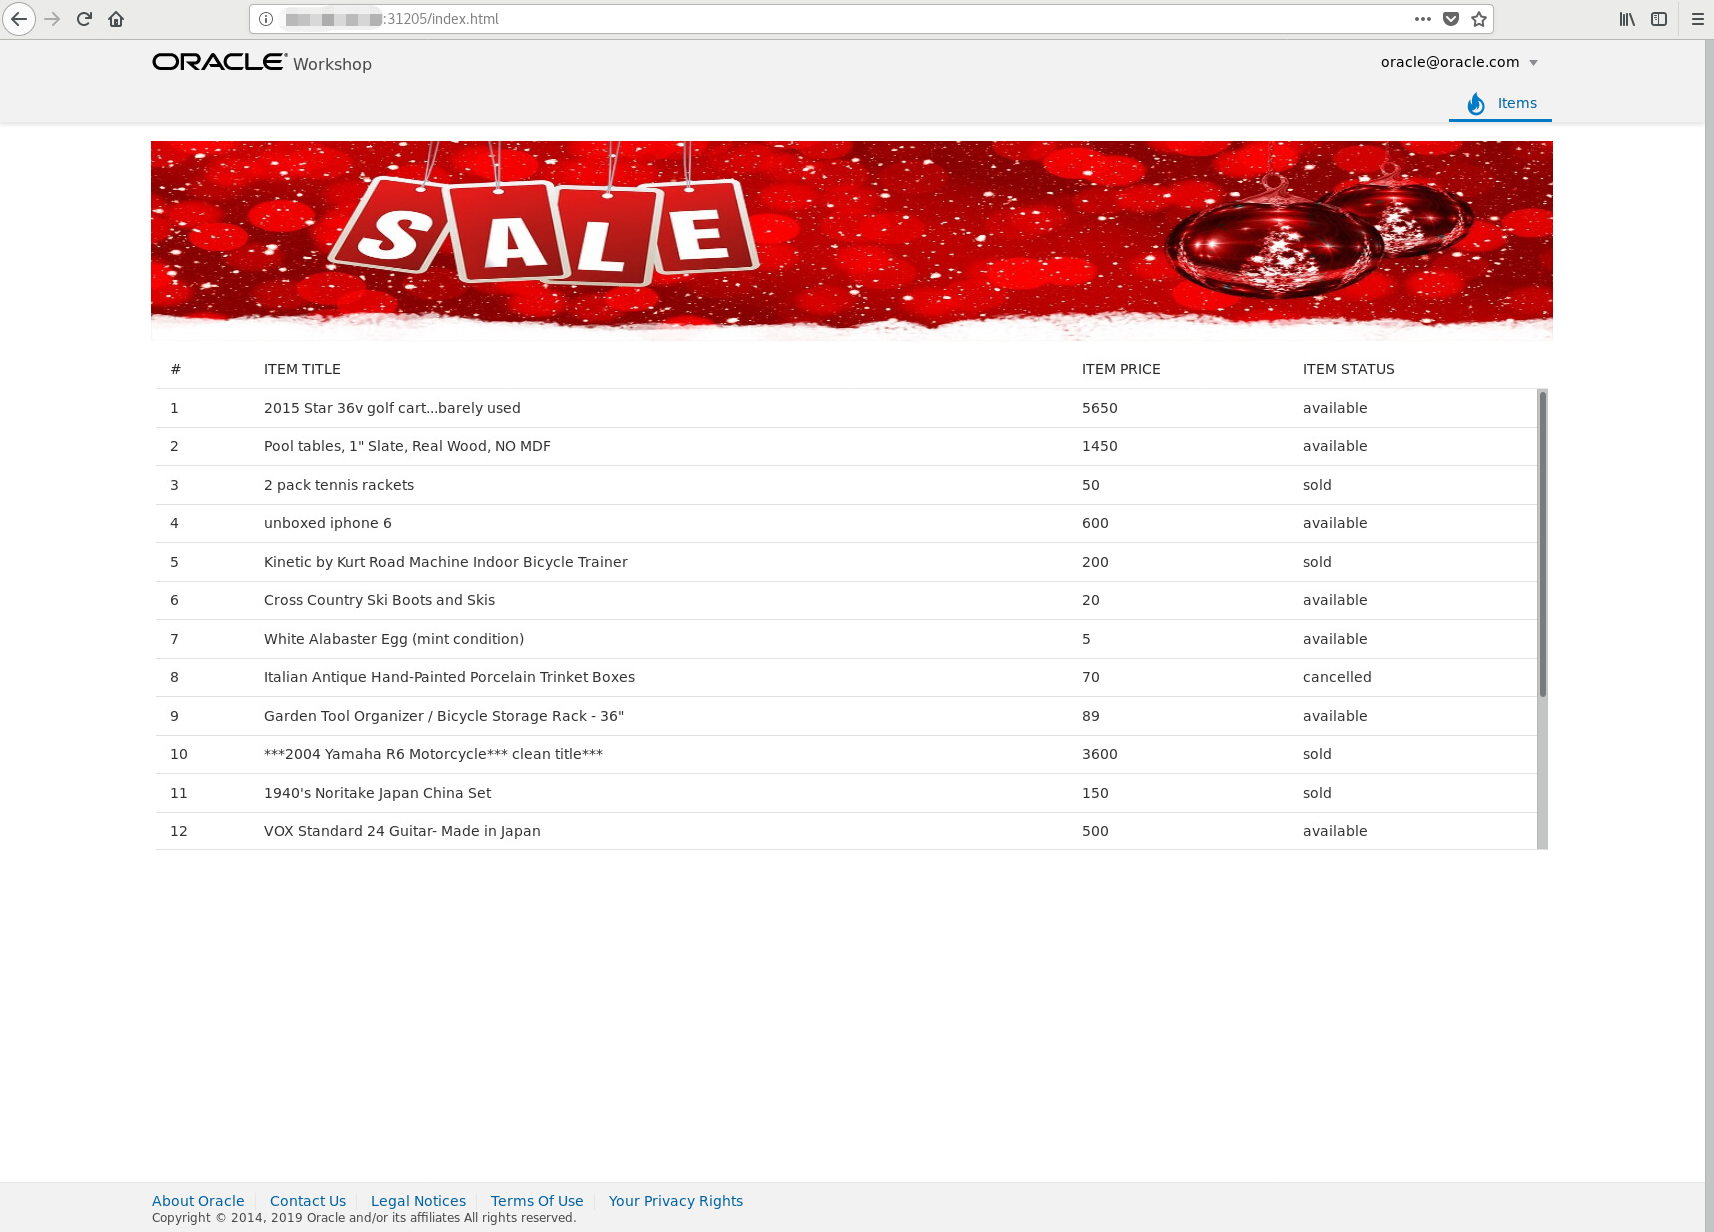 :31205/index.html
ORACLE Workshop
oracle@oracle.com
Items
SALE
# ITEM TITLE ITEM PRICE ITEM STATUS
1 2015 Star 36v golf cart...barely used 5650 available
2 Pool tables, 1" Slate, Real Wood, NO MDF 1450 available
3 2 pack tennis rackets 50 sold
4 unboxed iphone 6 600 available
5 Kinetic by Kurt Road Machine Indoor Bicycle Trainer 200 sold
6 Cross Country Ski Boots and Skis 20 available
7 White Alabaster Egg (mint condition) 5 available
8 Italian Antique Hand-Painted Porcelain Trinket Boxes 70 cancelled
9 Garden Tool Organizer / Bicycle Storage Rack - 36" 89 available
10 ***2004 Yamaha R6 Motorcycle*** clean title*** 3600 sold
11 1940's Noritake Japan China Set 150 sold
12 VOX Standard 24 Guitar- Made in Japan 500 available
About Oracle Contact Us Legal Notices Terms Of Use Your Privacy Rights
Copyright © 2014, 2019 Oracle and/or its affiliates All rights reserved.